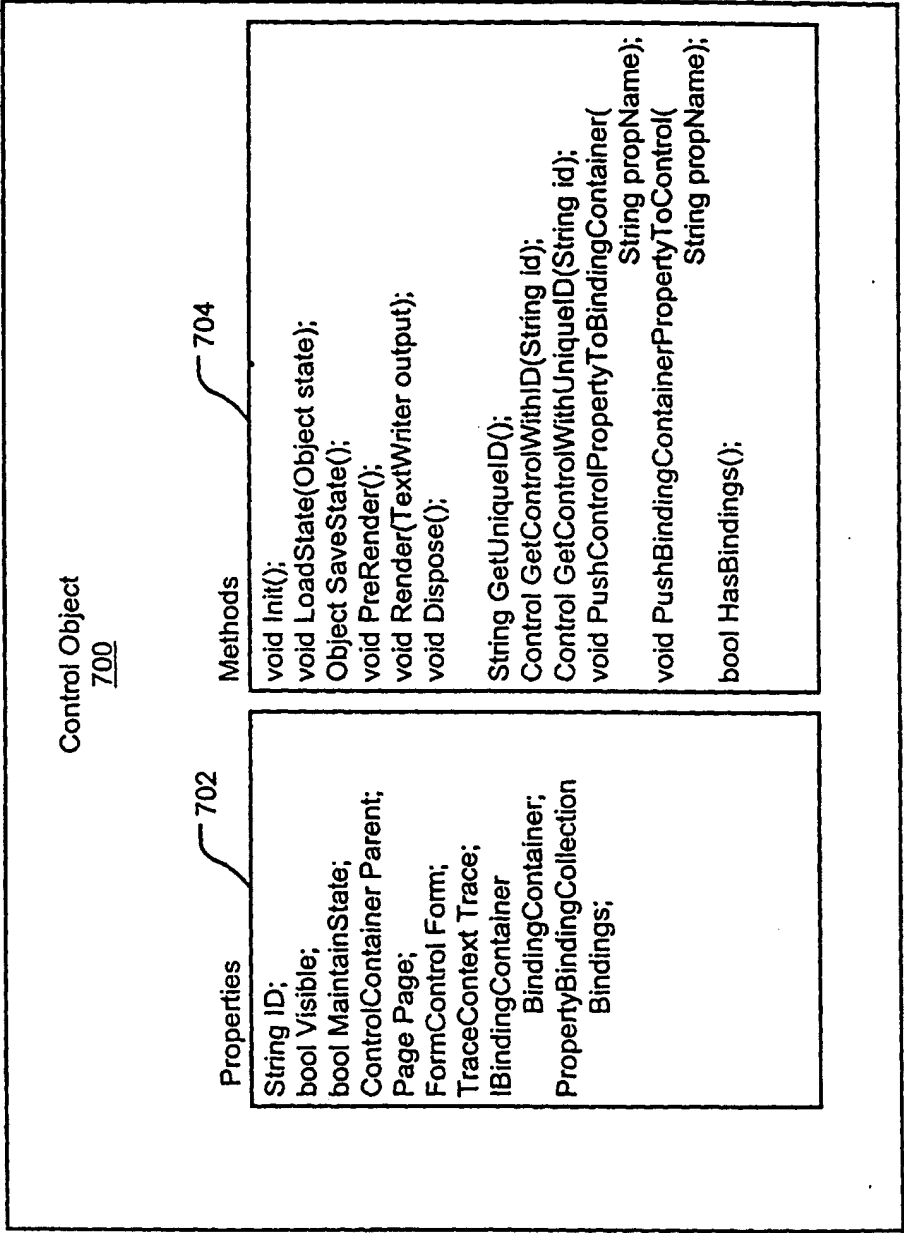 Control Object
700
Properties
702
String ID;
bool Visible;
bool MaintainState;
ControlContainer Parent;
Page Page;
FormControl Form;
TraceContext Trace;
IBindingContainer
BindingContainer;
PropertyBindingCollection
Bindings;
Methods
704
void Init();
void LoadState(Object state);
Object SaveState();
void PreRender();
void Render(TextWriter output);
void Dispose();
String GetUniqueID();
Control GetControlWithID(String id);
Control GetControlWithUniqueID(String id);
void PushControlPropertyToBindingContainer(
String propName);
void PushBindingContainerPropertyToControl(
String propName);
bool HasBindings();